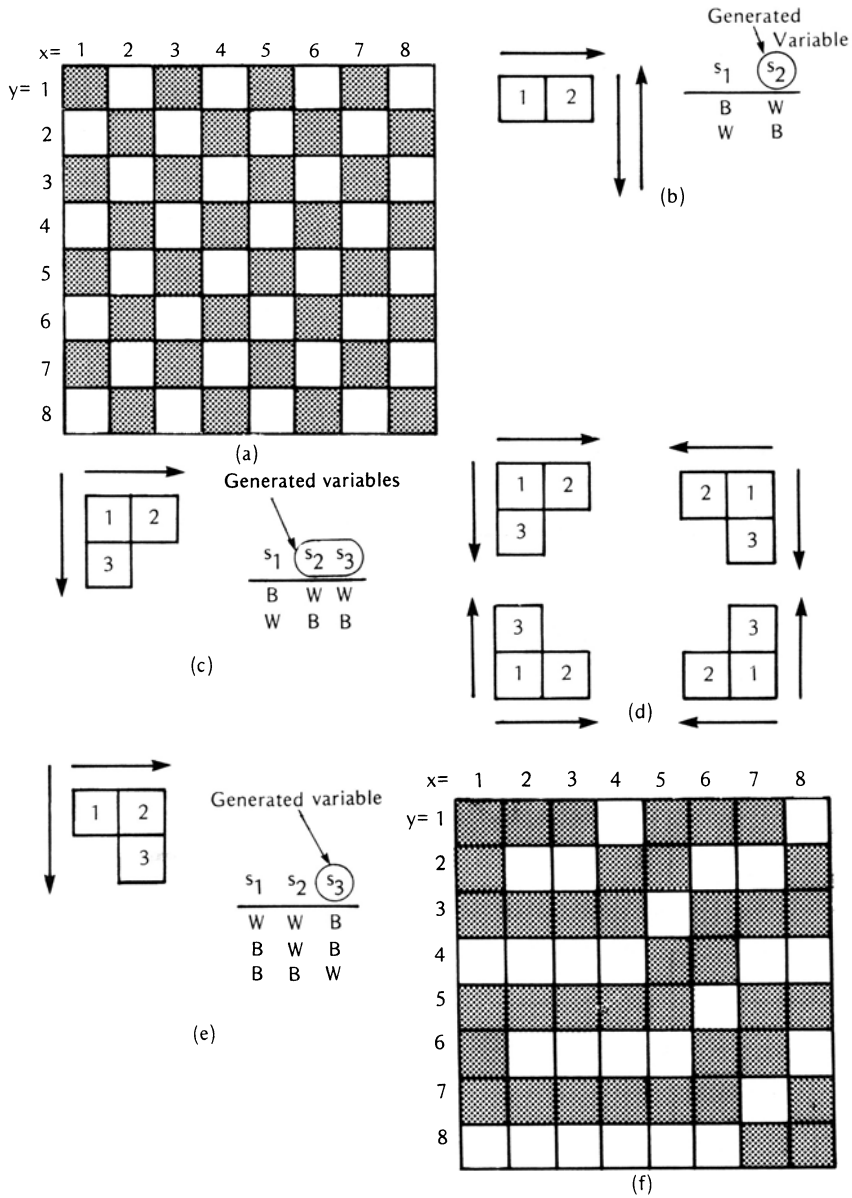 x= 1 2 3 4 5 6 7 8
y= 1
2
3
4
5
6
7
8
(a)
1 2
Generated
Variable
s1 s2
B W
W B
(b)
1 2
3
Generated variables
s1 s2 s3
B W W
W B B
(c)
1 2
3
2 1
3
3
1 2
3
2 1
(d)
1 2
3
Generated variable
s1 s2 s3
W W B
B W B
B B W
(e)
x= 1 2 3 4 5 6 7 8
y= 1
2
3
4
5
6
7
8
(f)